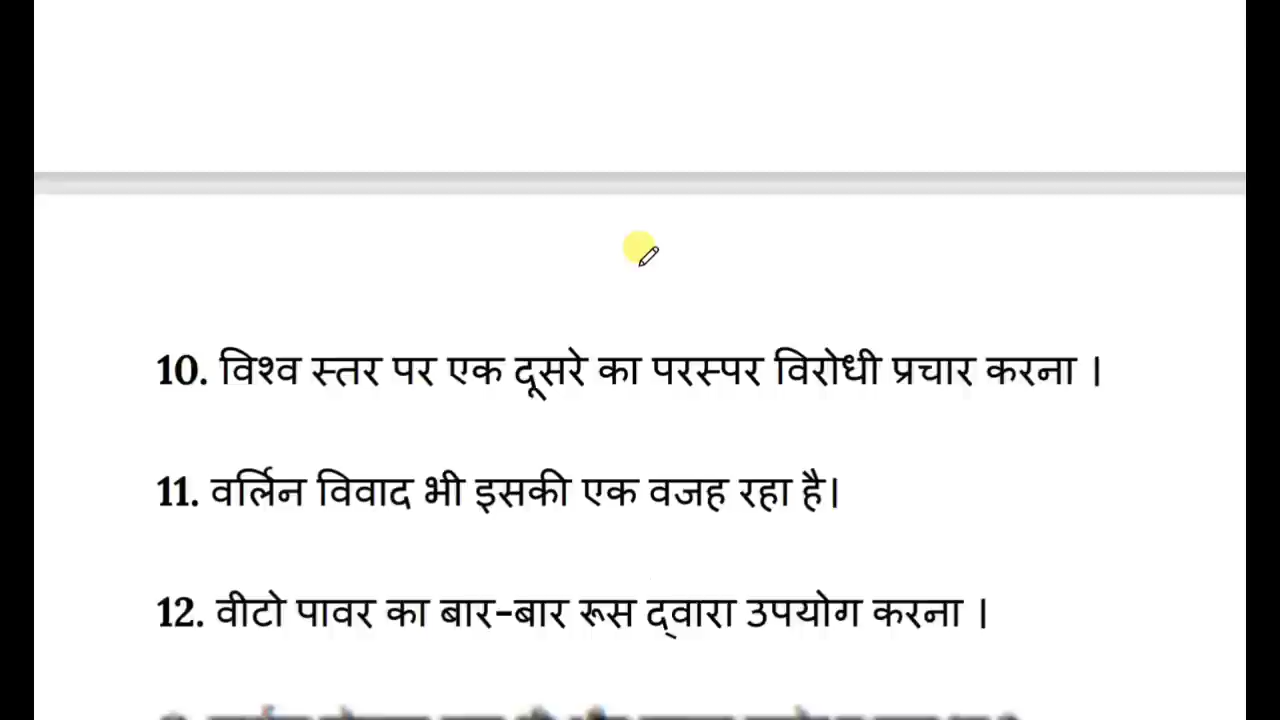 10. विश्व स्तर पर एक दूसरे का परस्पर विरोधी प्रचार करना ।
11. वर्लिन विवाद भी इसकी एक वजह रहा है।
12. वीटो पावर का बार-बार रूस द्वारा उपयोग करना ।